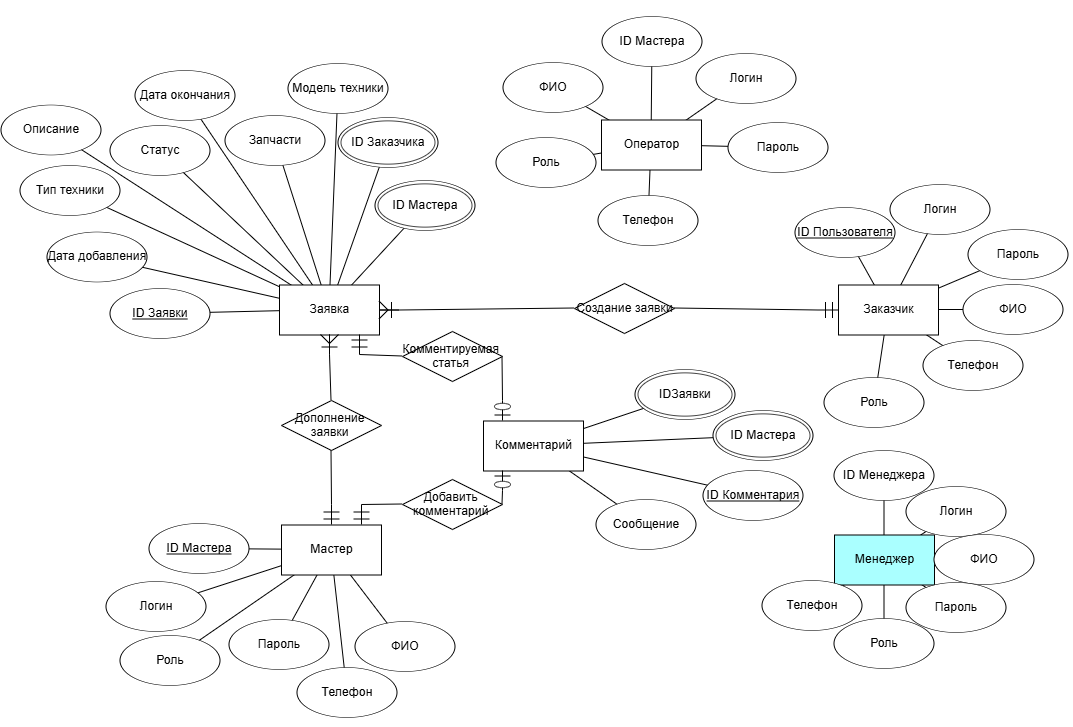 ID Мастера
ФИО
Логин
Оператор
Роль
Пароль
Телефон
Модель техники
Дата окончания
Описание
Статус
Запчасти
ID Заказчика
Тип техники
ID Мастера
Дата добавления
ID Заявки
Заявка
Создание заявки
ID Пользователя
Логин
Пароль
Заказчик
ФИО
Телефон
Роль
Комментируемая
статья
Дополнение
заявки
Комментарий
IDЗаявки
ID Мастера
ID Комментария
Сообщение
Добавить
комментарий
Мастер
ID Мастера
Логин
Роль
Пароль
Телефон
ФИО
ID Менеджера
Логин
Менеджер
ФИО
Телефон
Пароль
Роль